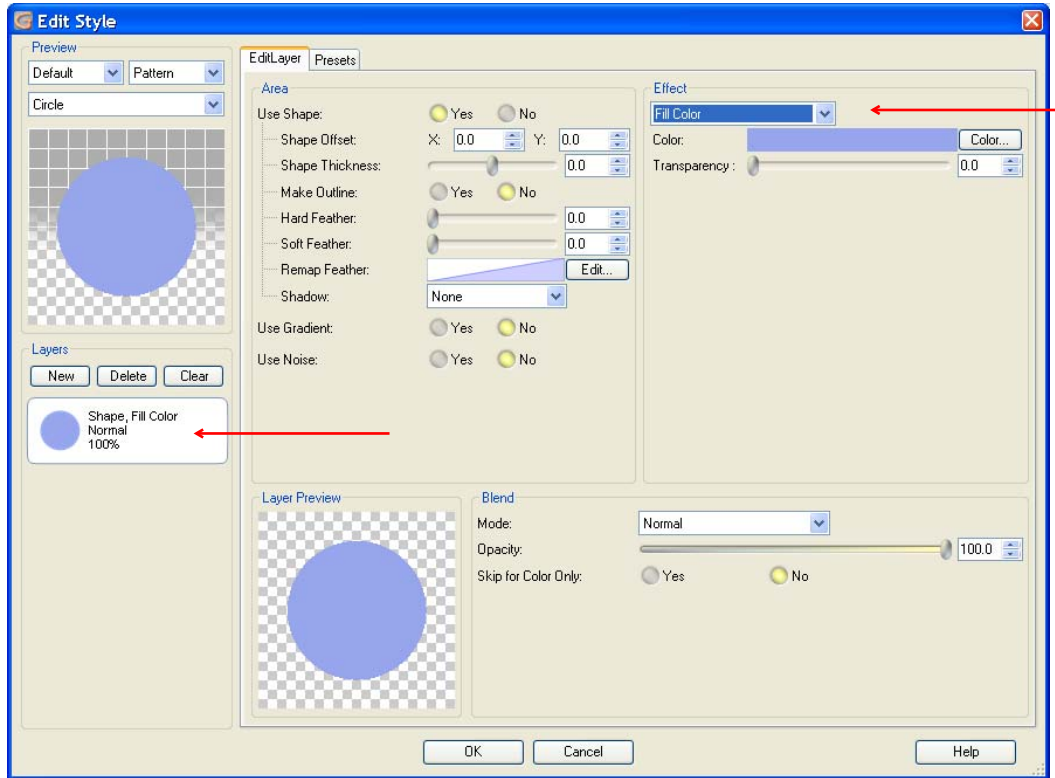 Edit Style
Preview
Default
Pattern
Circle
Layers
New
Delete
Clear
Shape, Fill Color
Normal
100%
EditLayer
Presets
Area
Use Shape: Yes No
Shape Offset: X: 0.0 Y: 0.0
Shape Thickness: 0.0
Make Outline: Yes No
Hard Feather: 0.0
Soft Feather: 0.0
Remap Feather: Edit...
Shadow: None
Use Gradient: Yes No
Use Noise: Yes No
Effect
Fill Color
Color: Color...
Transparency : 0.0
Layer Preview
Blend
Mode: Normal
Opacity: 100.0
Skip for Color Only: Yes No
OK
Cancel
Help